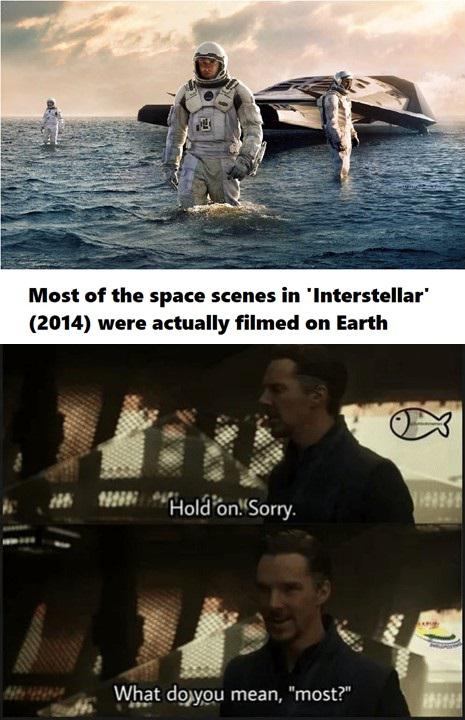 Most of the space scenes in 'Interstellar'
(2014) were actually filmed on Earth
Hold on. Sorry.
What do you mean, "most?"